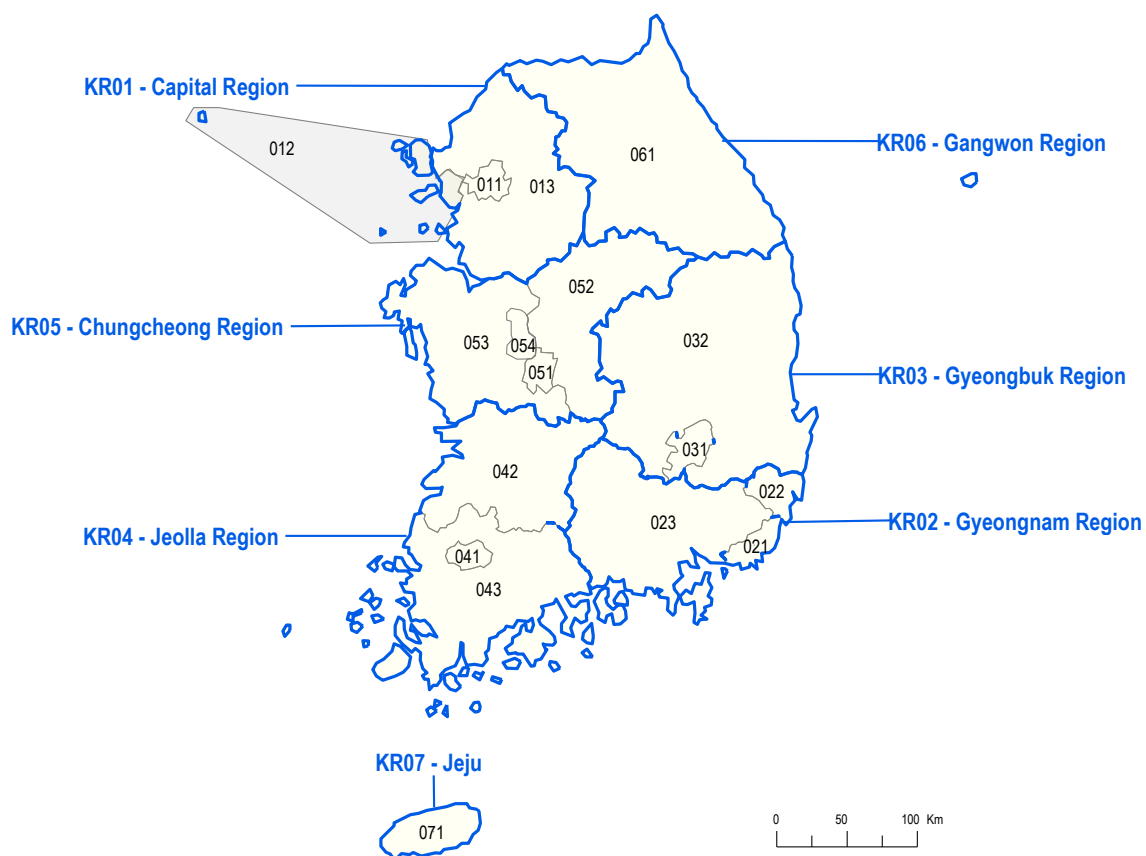 KR01 - Capital Region
012
061
KR06 - Gangwon Region
011
013
052
KR05 - Chungcheong Region
053
054
032
051
KR03 - Gyeongbuk Region
031
042
022
023
KR02 - Gyeongnam Region
KR04 - Jeolla Region
021
041
043
KR07 - Jeju
071
0 50 100 Km